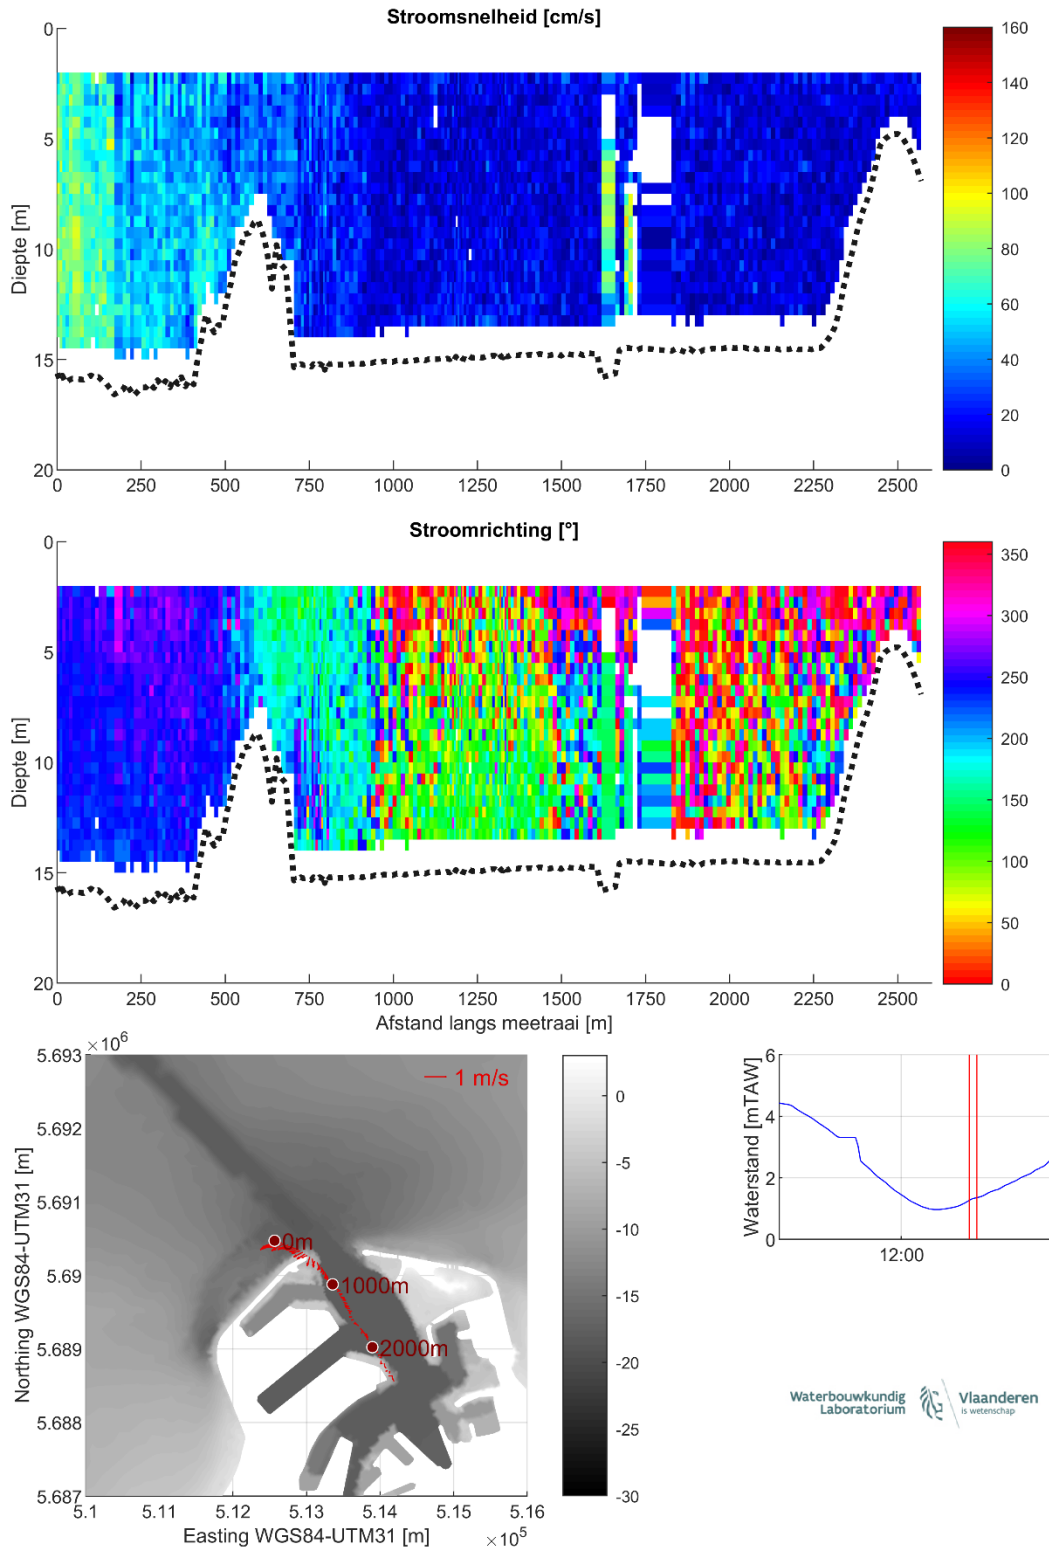 Stroomsnelheid [cm/s]
0
5
10
15
20
Diepte [m]
0 250 500 750 1000 1250 1500 1750 2000 2250 2500
160
140
120
100
80
60
40
20
0
Stroomrichting [°]
0
5
10
15
20
Diepte [m]
0 250 500 750 1000 1250 1500 1750 2000 2250 2500
Afstand langs meetraai [m]
350
300
250
200
150
100
50
0
×10⁶
5.693
5.692
5.691
5.69
5.689
5.688
5.687
Northing WGS84-UTM31 [m]
1 m/s
0m
1000m
2000m
5.1 5.11 5.12 5.13 5.14 5.15 5.16
Easting WGS84-UTM31 [m]
×10⁵
0
-5
-10
-15
-20
-25
-30
Waterstand [mTAW]
6
4
2
0
12:00
Waterbouwkundig
Laboratorium
Vlaanderen
is wetenschap